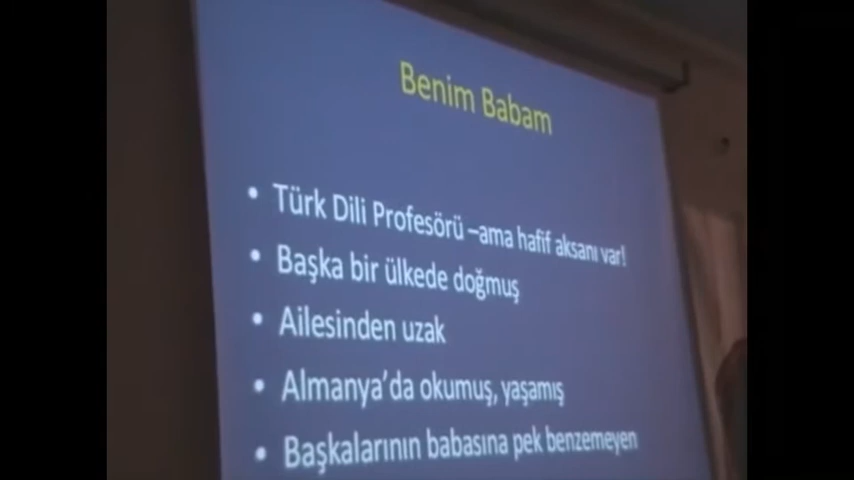 Benim Babam
• Türk Dili Profesörü –ama hafif aksanı var!
• Başka bir ülkede doğmuş
• Ailesinden uzak
• Almanya'da okumuş, yaşamış
• Başkalarının babasına pek benzemeyen